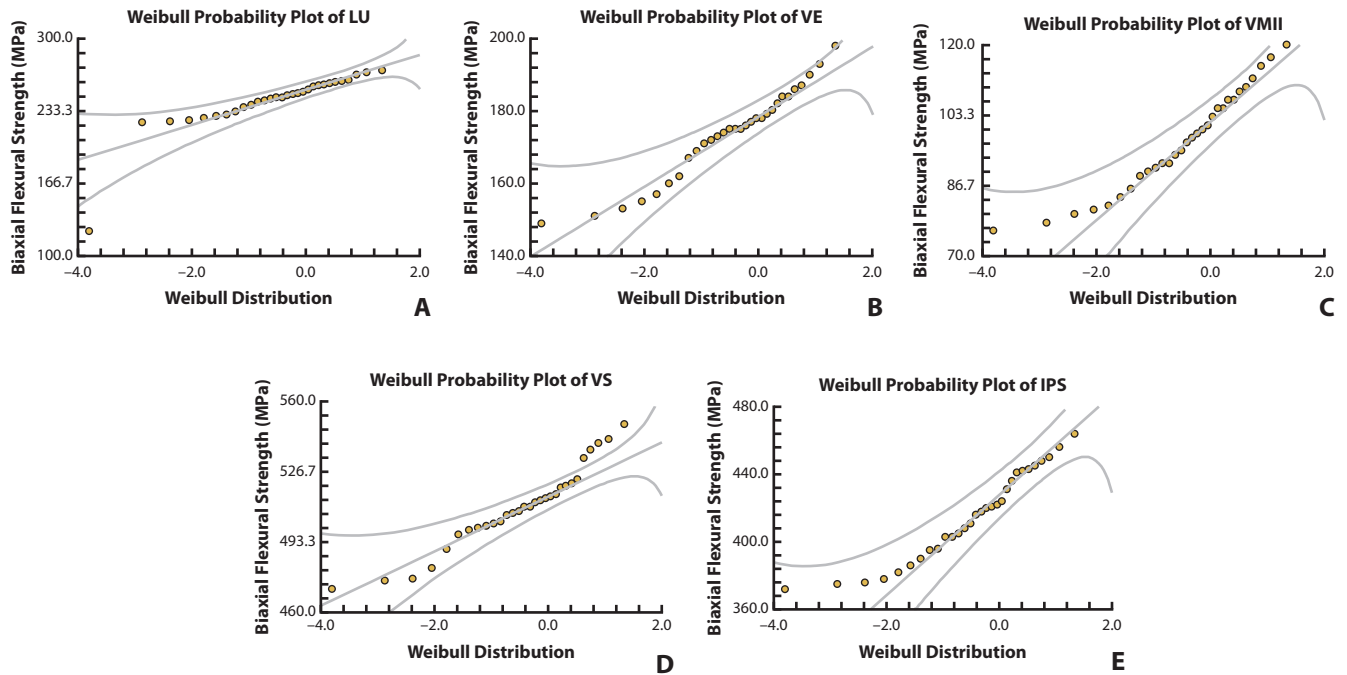 Weibull Probability Plot of LU
Biaxial Flexural Strength (MPa)
300.0
233.3
166.7
100.0
−4.0
−2.0
0.0
2.0
Weibull Distribution
A
Weibull Probability Plot of VE
Biaxial Flexural Strength (MPa)
200.0
180.0
160.0
140.0
−4.0
−2.0
0.0
2.0
Weibull Distribution
B
Weibull Probability Plot of VMII
Biaxial Flexural Strength (MPa)
120.0
103.3
86.7
70.0
−4.0
−2.0
0.0
2.0
Weibull Distribution
C
Weibull Probability Plot of VS
Biaxial Flexural Strength (MPa)
560.0
526.7
493.3
460.0
−4.0
−2.0
0.0
2.0
Weibull Distribution
D
Weibull Probability Plot of IPS
Biaxial Flexural Strength (MPa)
480.0
440.0
400.0
360.0
−4.0
−2.0
0.0
2.0
Weibull Distribution
E